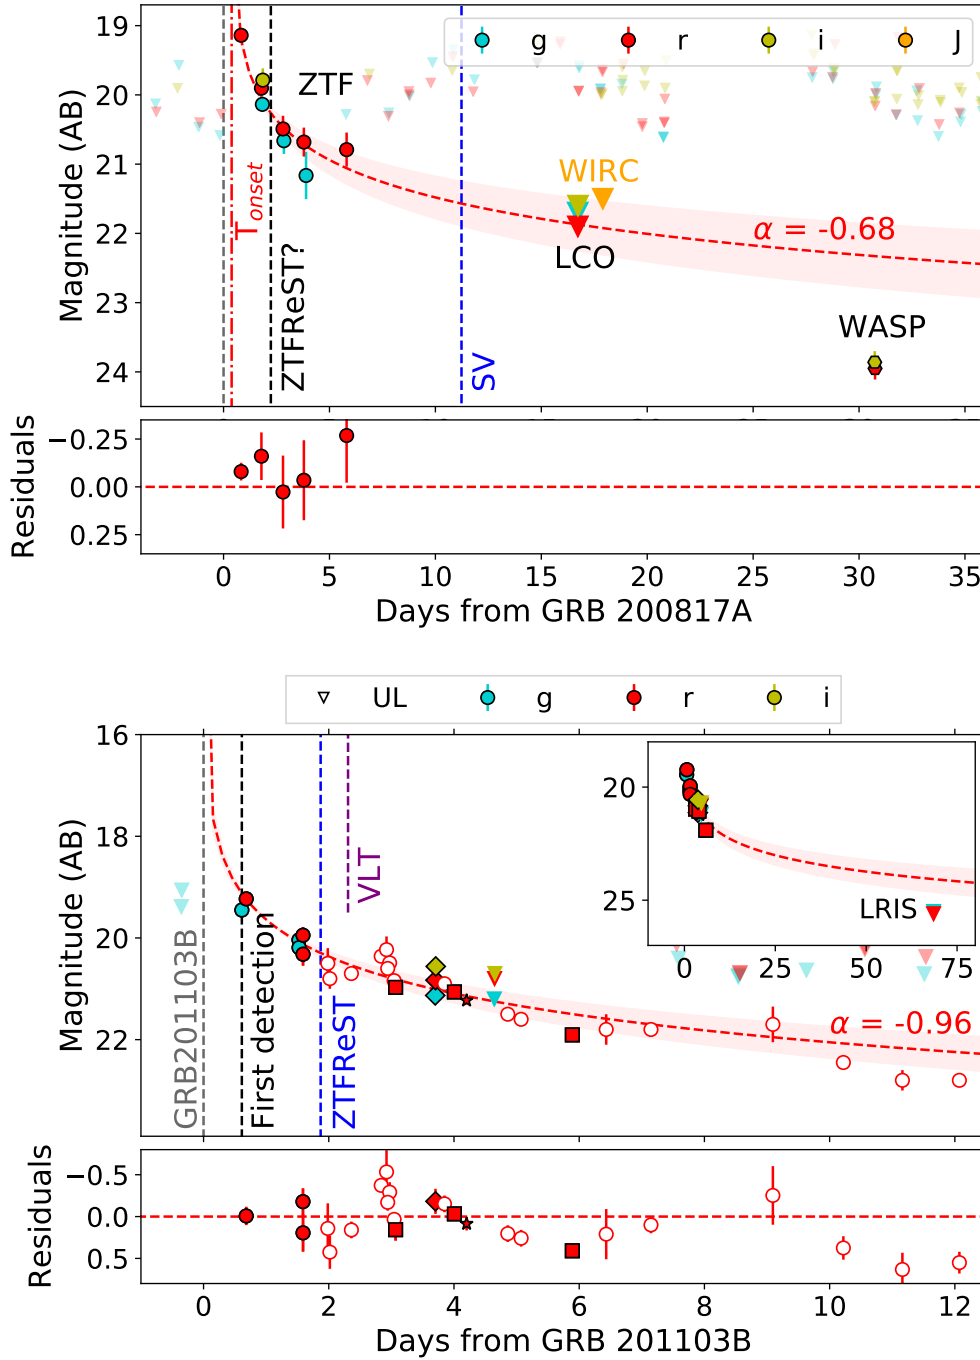 g r i J
19
20
21
22
23
24
Magnitude (AB)
ZTF
T_onset
ZTFReST?
SV
WIRC
LCO
α = -0.68
WASP
−0.25
0.00
0.25
Residuals
0 5 10 15 20 25 30 35
Days from GRB 200817A
UL g r i
16
18
20
22
Magnitude (AB)
GRB201103B
First detection
ZTFReST
VLT
20
25
LRIS
0 25 50 75
α = -0.96
−0.5
0.0
0.5
Residuals
0 2 4 6 8 10 12
Days from GRB 201103B